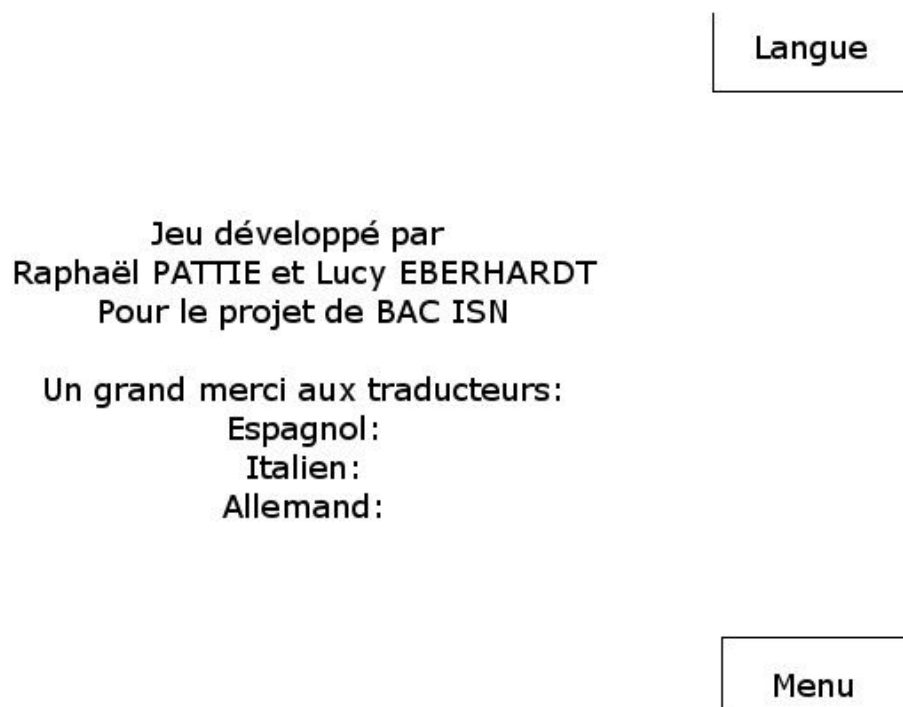 Langue
Jeu développé par
Raphaël PATTIE et Lucy EBERHARDT
Pour le projet de BAC ISN
Un grand merci aux traducteurs:
Espagnol:
Italien:
Allemand:
Menu